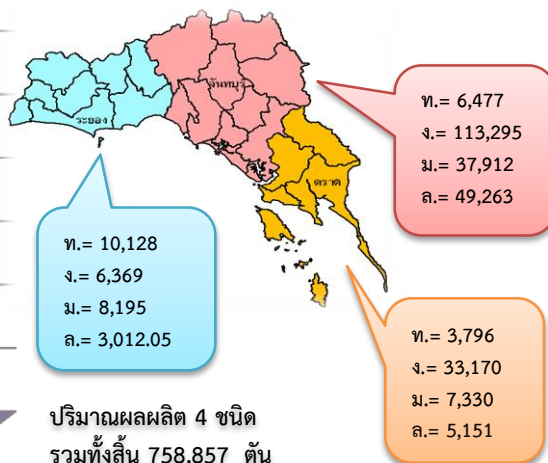 จันทบุรี
ระยอง
ตราด
ท.= 6,477
ง.= 113,295
ม.= 37,912
ล.= 49,263
ท.= 10,128
ง.= 6,369
ม.= 8,195
ล.= 3,012.05
ท.= 3,796
ง.= 33,170
ม.= 7,330
ล.= 5,151
ปริมาณผลผลิต 4 ชนิด
รวมทั้งสิ้น 758,857 ตัน